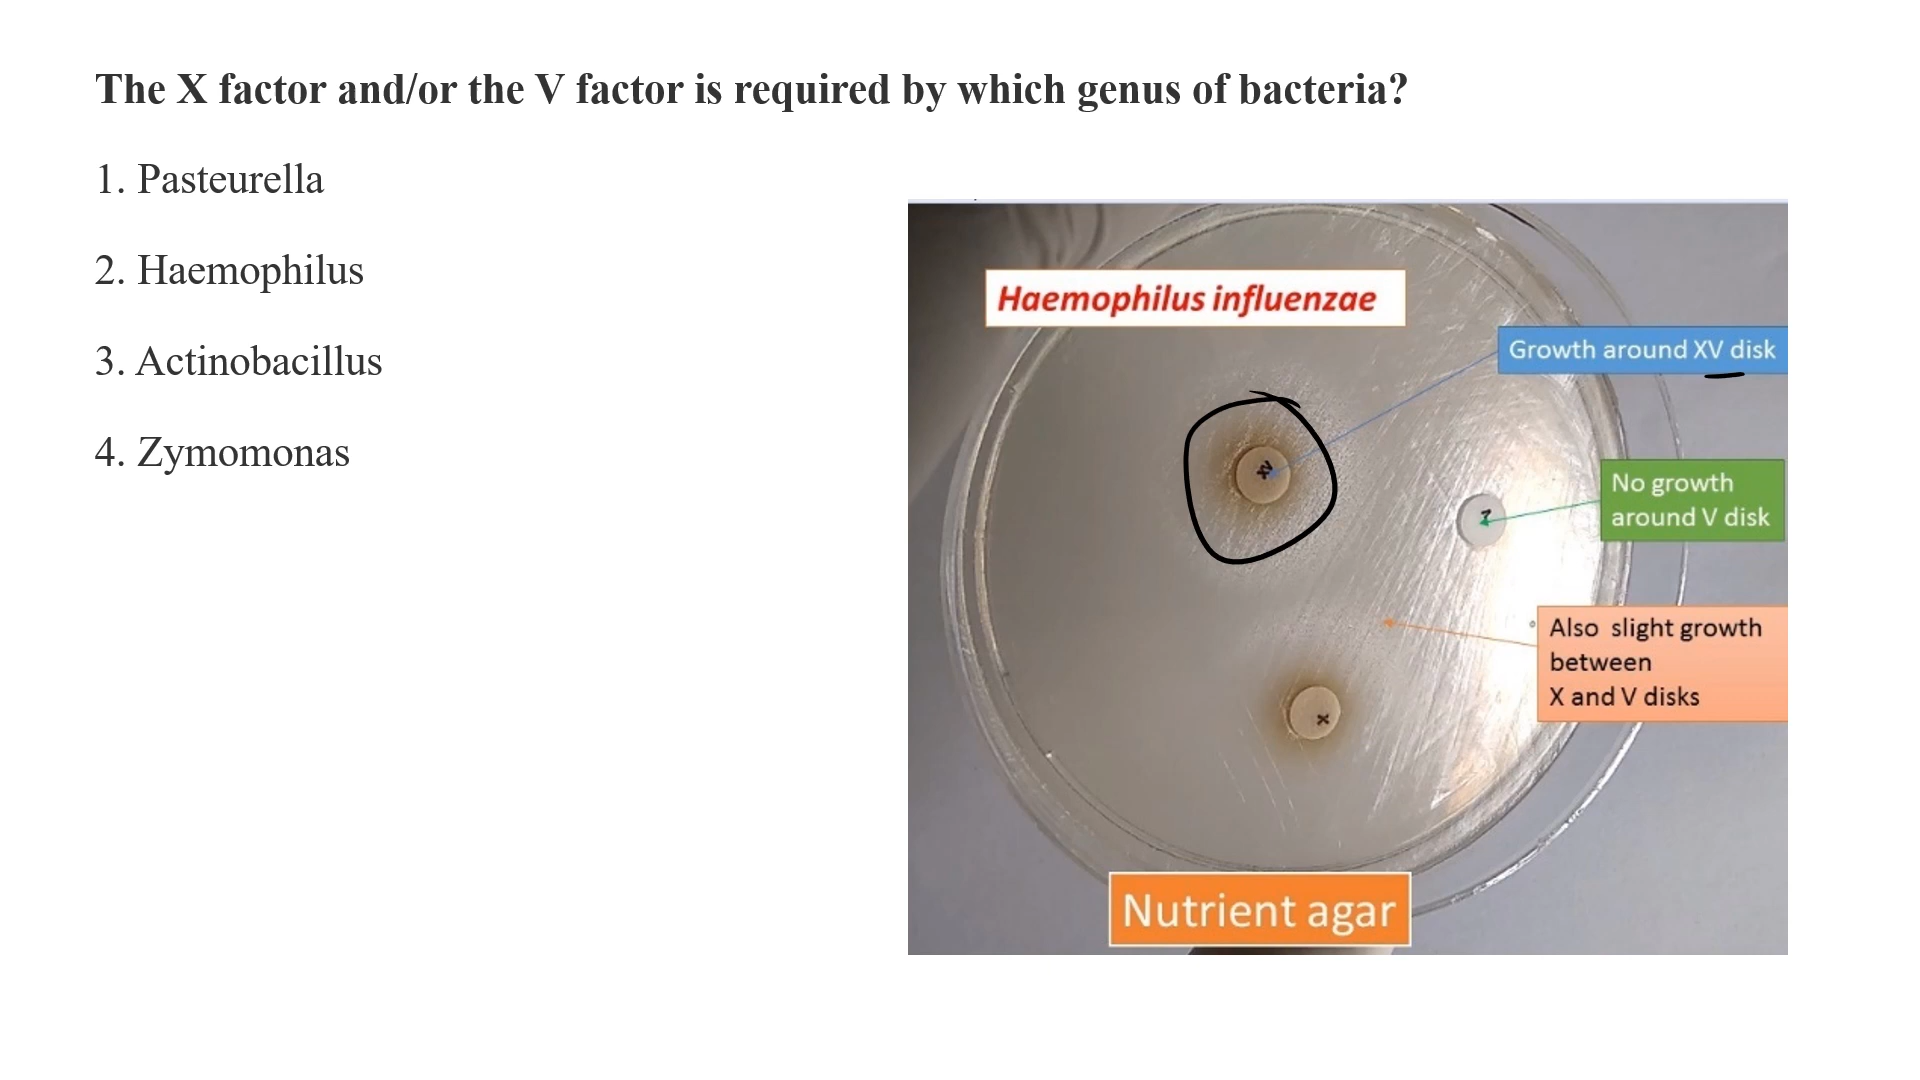 The X factor and/or the V factor is required by which genus of bacteria?
1. Pasteurella
2. Haemophilus
3. Actinobacillus
4. Zymomonas
Haemophilus influenzae
Growth around XV disk
XV
No growth
around V disk
V
Also slight growth
between
X and V disks
X
Nutrient agar